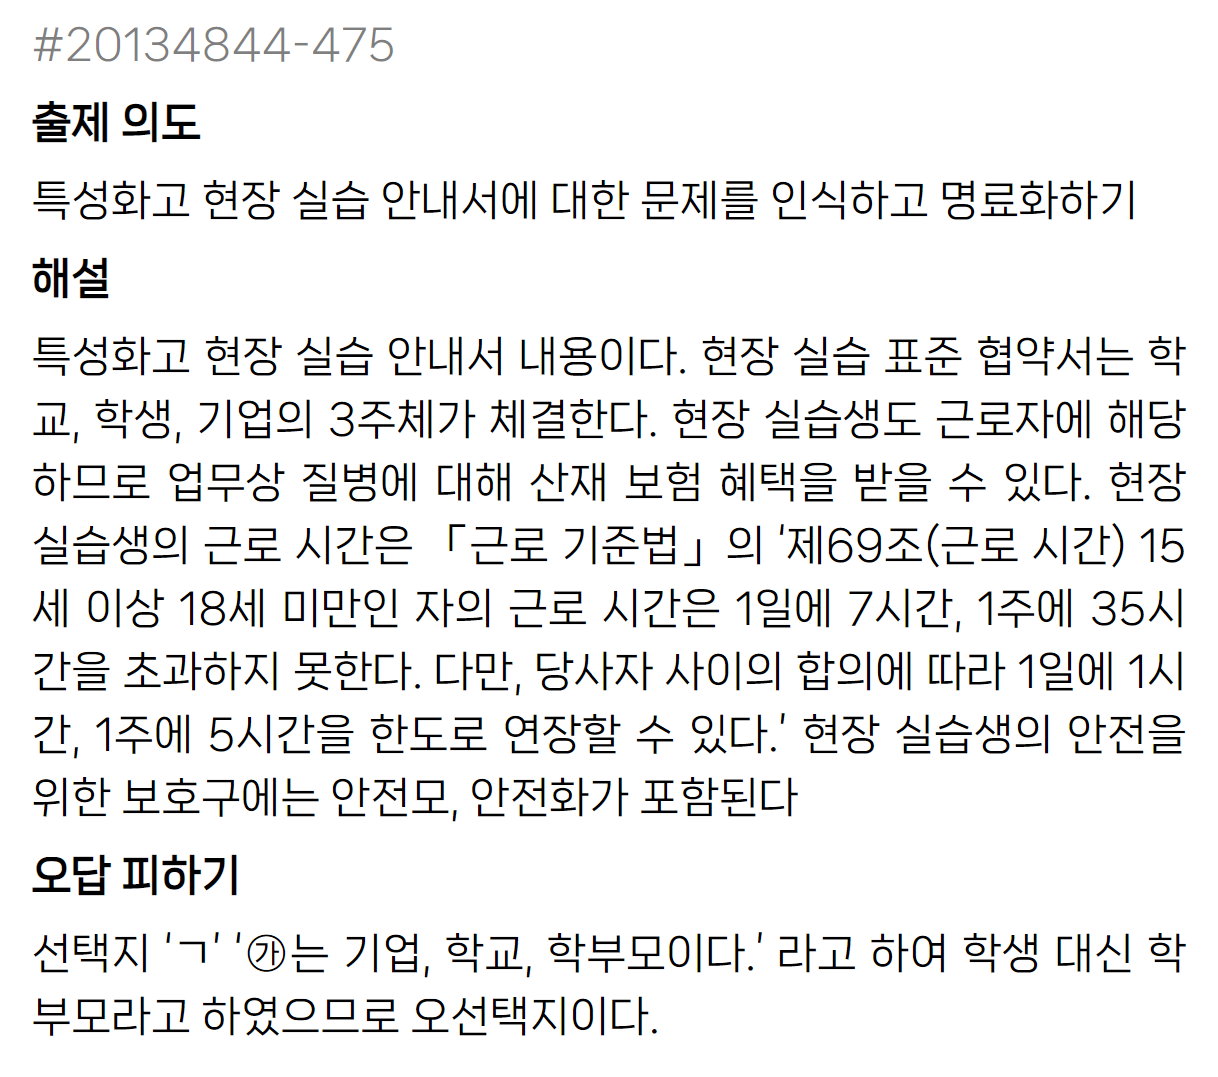 #20134844-475
출제 의도
특성화고 현장 실습 안내서에 대한 문제를 인식하고 명료화하기
해설
특성화고 현장 실습 안내서 내용이다. 현장 실습 표준 협약서는 학
교, 학생, 기업의 3주체가 체결한다. 현장 실습생도 근로자에 해당
하므로 업무상 질병에 대해 산재 보험 혜택을 받을 수 있다. 현장
실습생의 근로 시간은 「근로 기준법」의 ‘제69조(근로 시간) 15
세 이상 18세 미만인 자의 근로 시간은 1일에 7시간, 1주에 35시
간을 초과하지 못한다. 다만, 당사자 사이의 합의에 따라 1일에 1시
간, 1주에 5시간을 한도로 연장할 수 있다.’ 현장 실습생의 안전을
위한 보호구에는 안전모, 안전화가 포함된다
오답 피하기
선택지 ‘ㄱ’ ‘㉮는 기업, 학교, 학부모이다.’ 라고 하여 학생 대신 학
부모라고 하였으므로 오선택지이다.